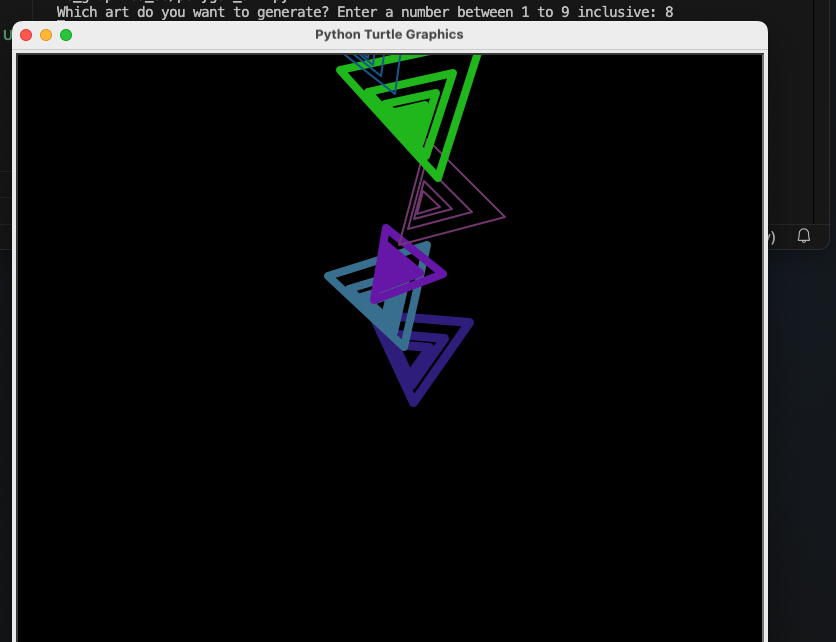 Which art do you want to generate? Enter a number between 1 to 9 inclusive: 8
U
Python Turtle Graphics